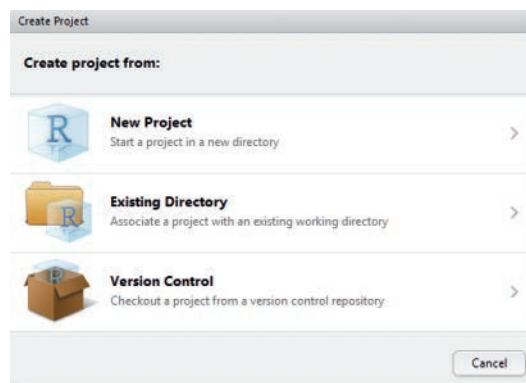 Create Project
Create project from:
R
New Project
Start a project in a new directory
R
Existing Directory
Associate a project with an existing working directory
R
Version Control
Checkout a project from a version control repository
Cancel